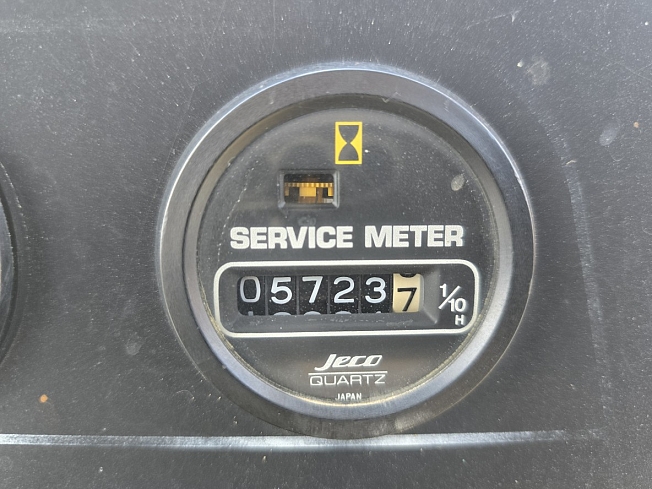 SERVICE METER
057237 1/10 H
Jeco
QUARTZ
JAPAN